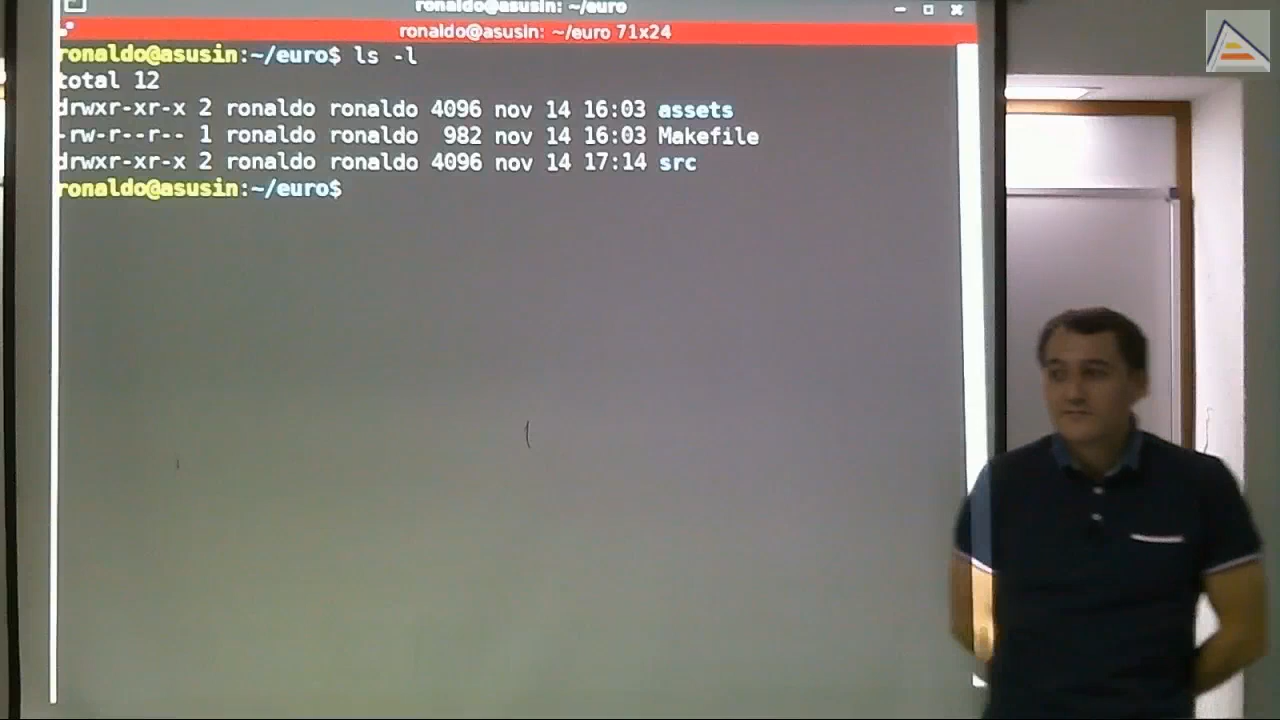 ronaldo@asusin: ~/euro
ronaldo@asusin: ~/euro 71x24
ronaldo@asusin:~/euro$ ls -l
total 12
drwxr-xr-x 2 ronaldo ronaldo 4096 nov 14 16:03 assets
-rw-r--r-- 1 ronaldo ronaldo  982 nov 14 16:03 Makefile
drwxr-xr-x 2 ronaldo ronaldo 4096 nov 14 17:14 src
ronaldo@asusin:~/euro$